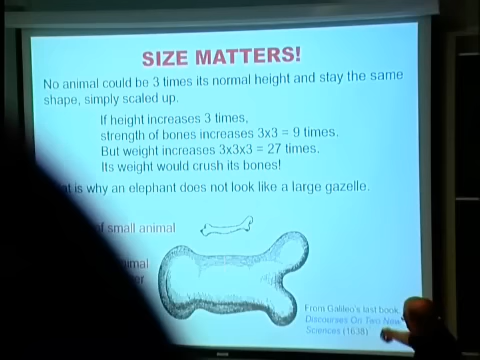 SIZE MATTERS!
No animal could be 3 times its normal height and stay the same
shape, simply scaled up.
If height increases 3 times,
strength of bones increases 3x3 = 9 times.
But weight increases 3x3x3 = 27 times.
Its weight would crush its bones!
is why an elephant does not look like a large gazelle.
of small animal
From Galileo's last book
Discourses On Two New
Sciences (1638)